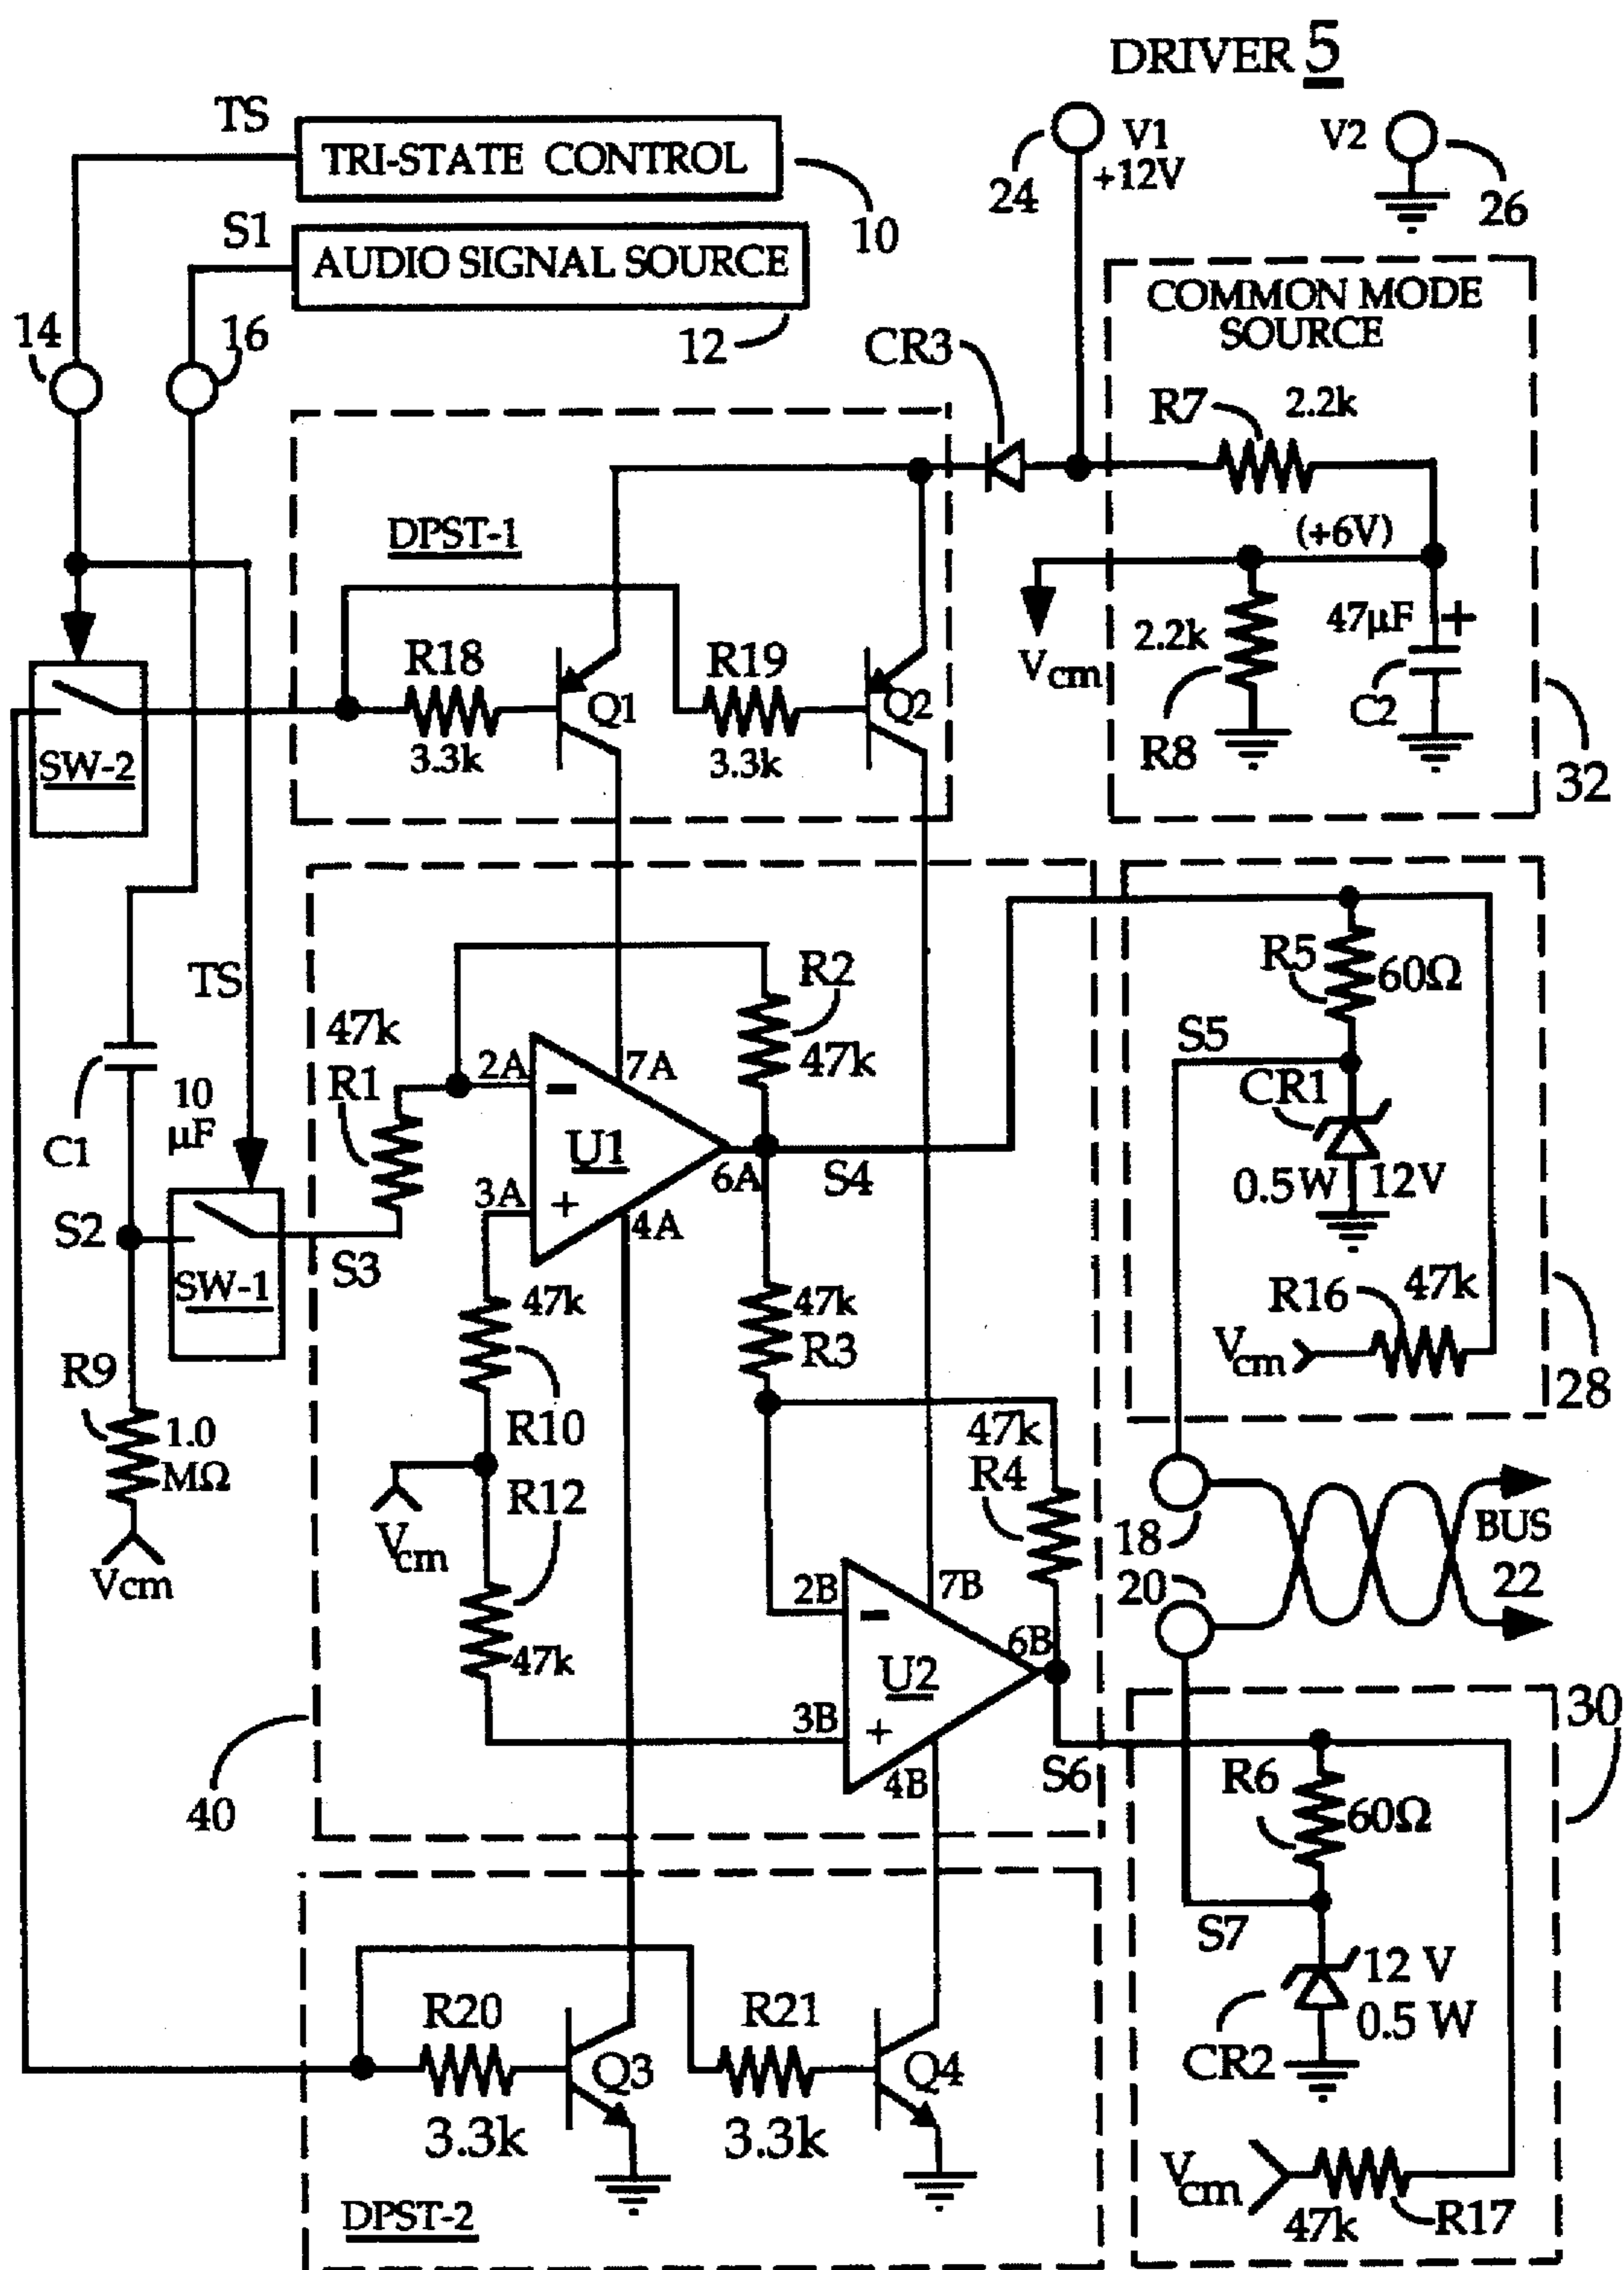 DRIVER 5
TS
TRI-STATE CONTROL
10
S1
AUDIO SIGNAL SOURCE
12
14
16
24
V1
+12V
V2
26
COMMON MODE
SOURCE
CR3
R7
2.2k
(+6V)
Vcm
2.2k
R8
47µF +
C2
32
DPST-1
R18
3.3k
Q1
R19
3.3k
Q2
SW-2
TS
C1
10
µF
S2
SW-1
S3
R9
1.0
MΩ
Vcm
47k
R1
2A
-
7A
U1
3A
+
4A
6A
S4
R2
47k
47k
R10
R12
Vcm
47k
47k
R3
47k
R4
2B
-
7B
U2
6B
3B
+
4B
S6
40
R5
60Ω
S5
CR1
0.5 W
12V
R16
47k
Vcm
28
18
20
BUS
22
30
R6
60Ω
S7
12 V
0.5 W
CR2
Vcm
47k
R17
R20
3.3k
Q3
R21
3.3k
Q4
DPST-2